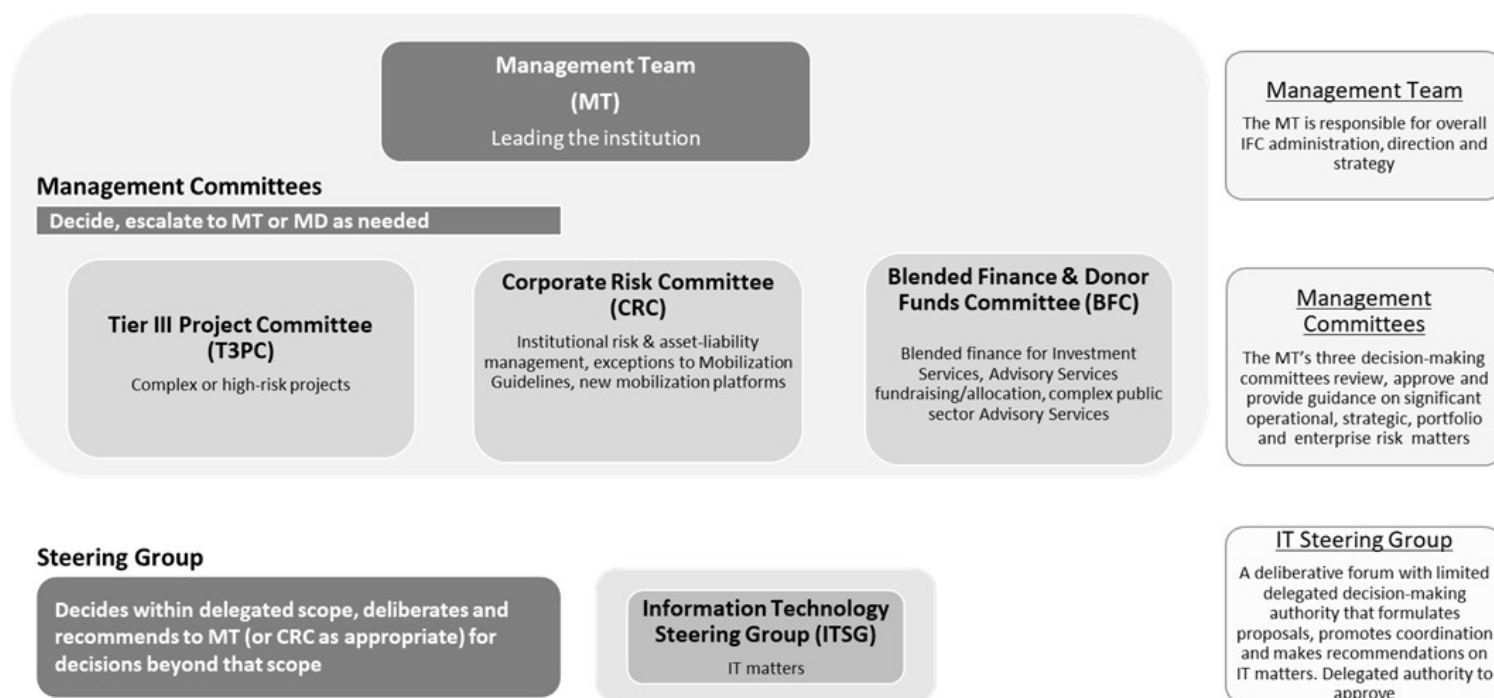 Management Team
(MT)
Leading the institution
Management Committees
Decide, escalate to MT or MD as needed
Tier III Project Committee
(T3PC)
Complex or high-risk projects
Corporate Risk Committee
(CRC)
Institutional risk & asset-liability
management, exceptions to Mobilization
Guidelines, new mobilization platforms
Blended Finance & Donor
Funds Committee (BFC)
Blended finance for Investment
Services, Advisory Services
fundraising/allocation, complex public
sector Advisory Services
Management Team
The MT is responsible for overall
IFC administration, direction and
strategy
Management
Committees
The MT's three decision-making
committees review, approve and
provide guidance on significant
operational, strategic, portfolio
and enterprise risk matters
Steering Group
Decides within delegated scope, deliberates and
recommends to MT (or CRC as appropriate) for
decisions beyond that scope
Information Technology
Steering Group (ITSG)
IT matters
IT Steering Group
A deliberative forum with limited
delegated decision-making
authority that formulates
proposals, promotes coordination
and makes recommendations on
IT matters. Delegated authority to
approve